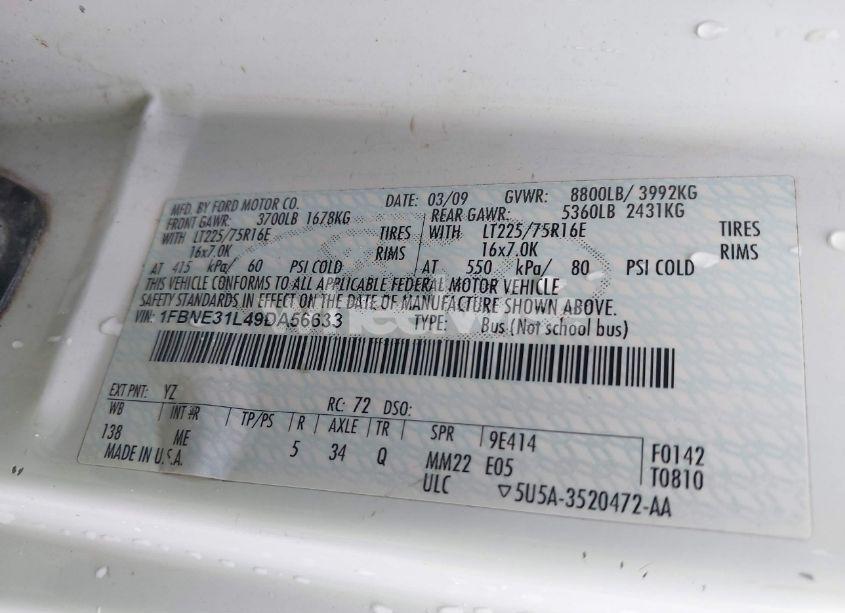 MFD. BY FORD MOTOR CO. DATE: 03/09 GVWR: 8800LB/ 3992KG
FRONT GAWR: 3700LB 1678KG REAR GAWR: 5360LB 2431KG
WITH LT225/75R16E TIRES WITH LT225/75R16E TIRES
16x7.0K RIMS 16x7.0K RIMS
AT 415 kPa/ 60 PSI COLD AT 550 kPa/ 80 PSI COLD
THIS VEHICLE CONFORMS TO ALL APPLICABLE FEDERAL MOTOR VEHICLE
SAFETY STANDARDS IN EFFECT ON THE DATE OF MANUFACTURE SHOWN ABOVE.
VIN: 1FBNE31L49DA56633 TYPE: Bus (Not school bus)
EXT PNT: YZ RC: 72 DSO:
WB INT TR TP/PS R AXLE TR SPR 9E414 F0142
138 ME 5 34 Q MM22 E05 T0810
MADE IN U.S.A. ULC ▽5U5A-3520472-AA